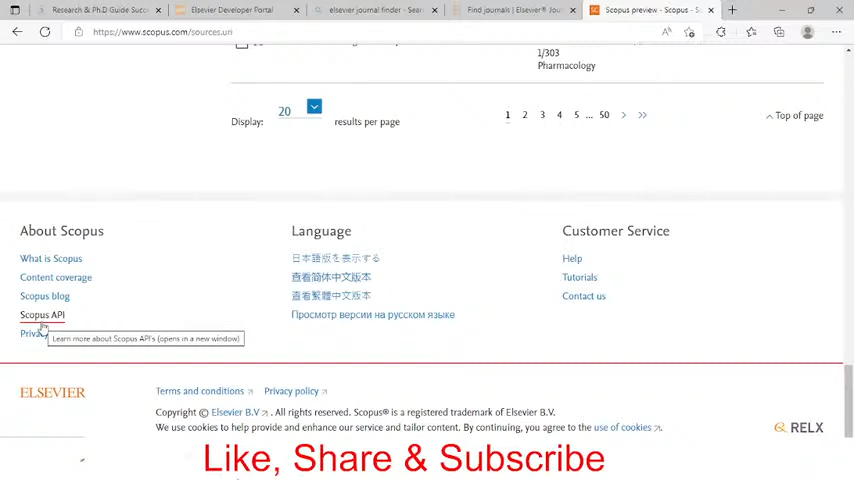 Research & Ph.D Guide Succ
Elsevier Developer Portal
elsevier journal finder - Sear
Find journals | Elsevier® Jour
Scopus preview - Scopus - So
https://www.scopus.com/sources.uri
1/303
Pharmacology
Display: 20 results per page
1 2 3 4 5 ... 50
Top of page
About Scopus
What is Scopus
Content coverage
Scopus blog
Scopus API
Privac
Learn more about Scopus API's (opens in a new window)
Language
日本語版を表示する
查看简体中文版本
查看繁體中文版本
Просмотр версии на русском языке
Customer Service
Help
Tutorials
Contact us
ELSEVIER
Terms and conditions Privacy policy
Copyright © Elsevier B.V. All rights reserved. Scopus® is a registered trademark of Elsevier B.V.
We use cookies to help provide and enhance our service and tailor content. By continuing, you agree to the use of cookies.
RELX
Like, Share & Subscribe